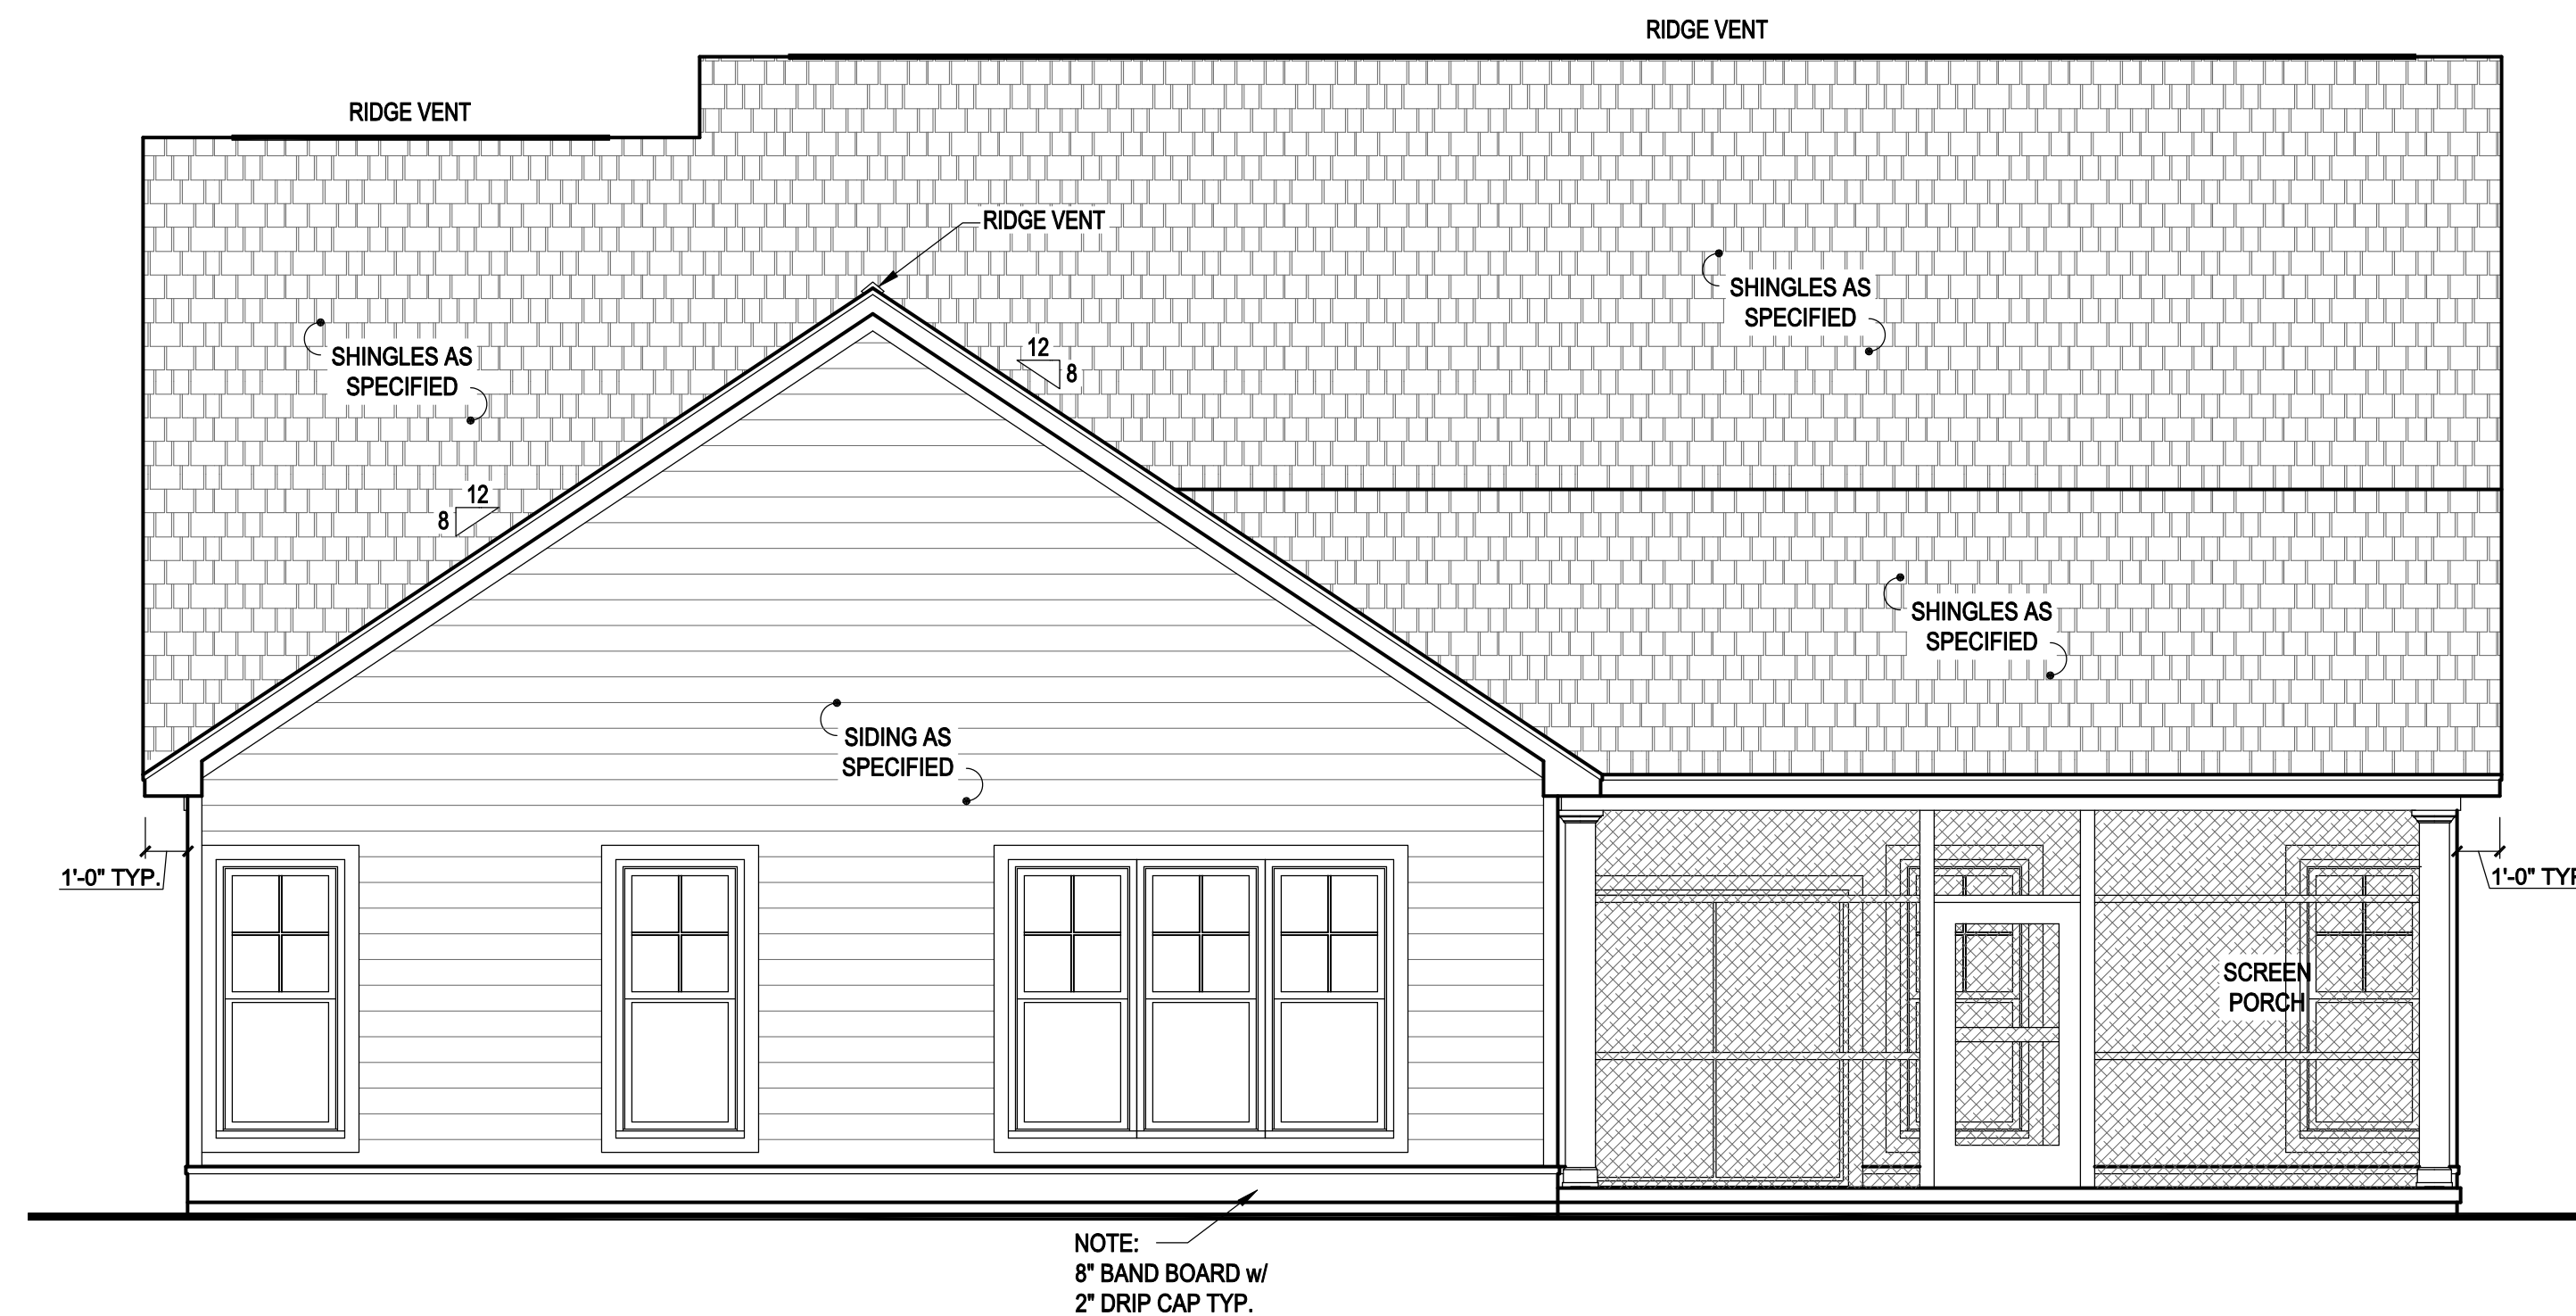 RIDGE VENT
RIDGE VENT
RIDGE VENT
SHINGLES AS
SPECIFIED
12
8
SHINGLES AS
SPECIFIED
12
8
SHINGLES AS
SPECIFIED
SIDING AS
SPECIFIED
1'-0" TYP.
1'-0" TYP
SCREEN
PORCH
NOTE:
8" BAND BOARD w/
2" DRIP CAP TYP.